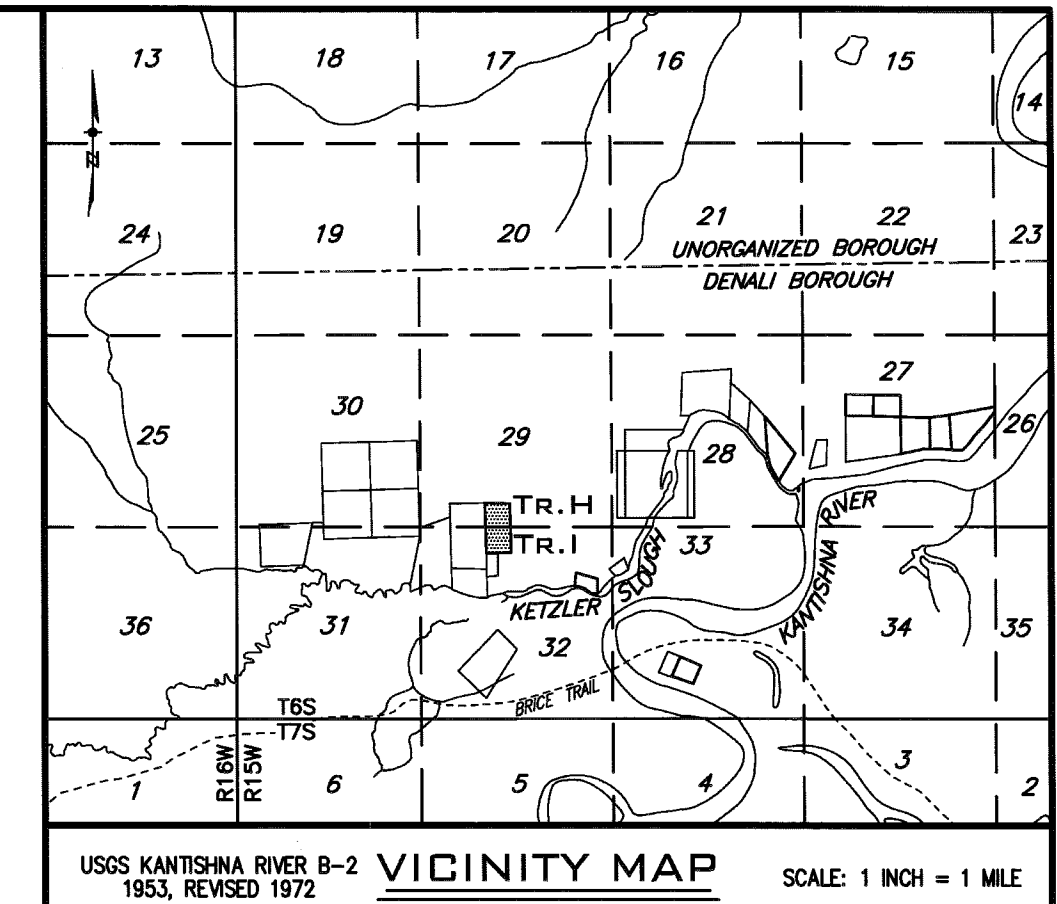 13 18 17 16 15
14
N
24 19 20 21 22 23
UNORGANIZED BOROUGH
DENALI BOROUGH
27
30
25 29 28 26
TR.H
TR.I
33
KETZLER SLOUGH
KANTISHNA RIVER
36 31 32 34 35
BRICE TRAIL
T6S
T7S
R16W R15W
1 6 5 4 3 2
USGS KANTISHNA RIVER B-2
1953, REVISED 1972
VICINITY MAP
SCALE: 1 INCH = 1 MILE